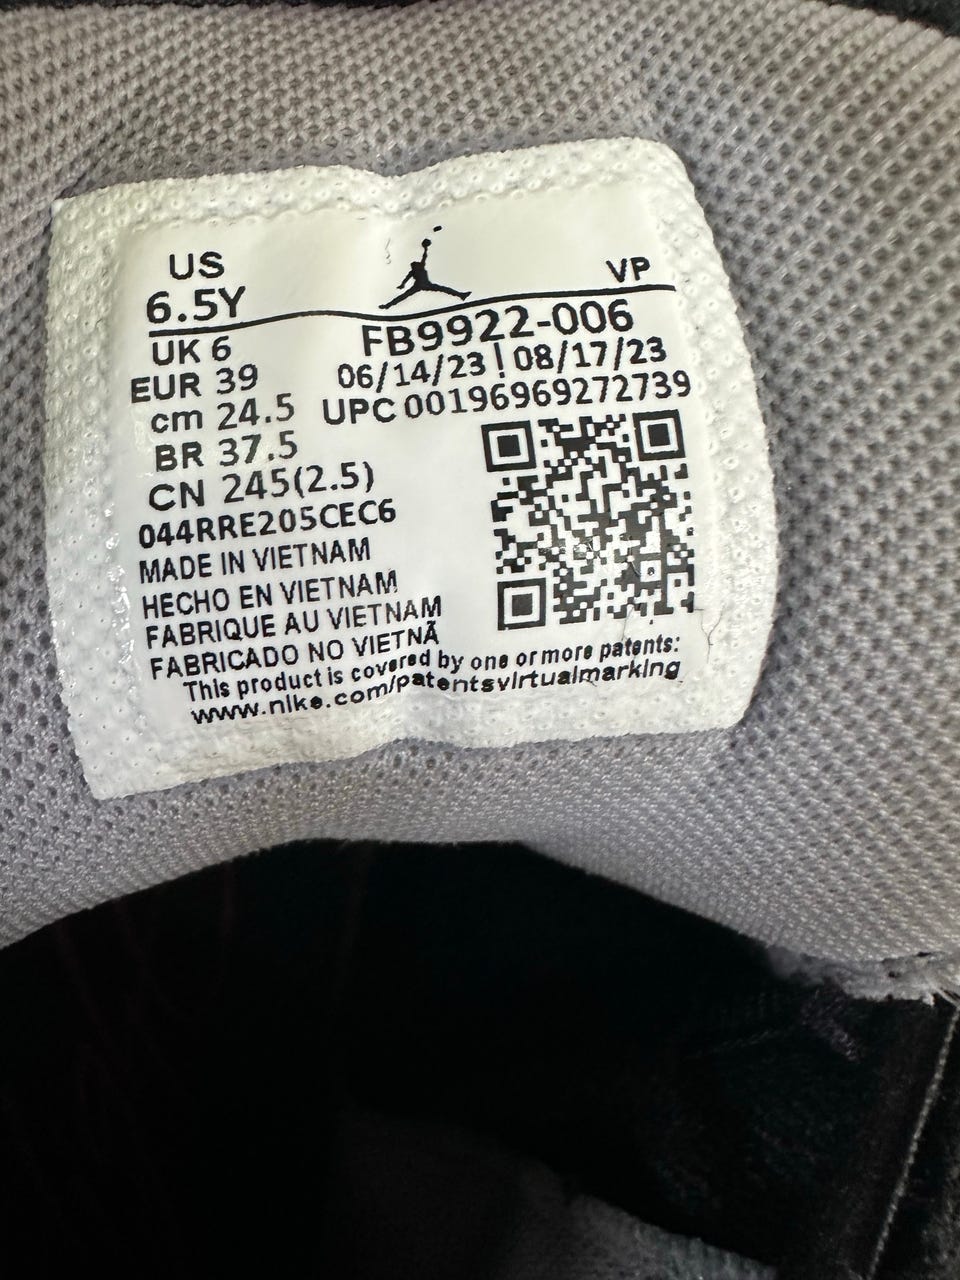 US
6.5Y
VP
UK 6
EUR 39
cm 24.5
BR 37.5
CN 245(2.5)
FB9922-006
06/14/23 | 08/17/23
UPC 00196969272739
044RRE205CEC6
MADE IN VIETNAM
HECHO EN VIETNAM
FABRIQUE AU VIETNAM
FABRICADO NO VIETNÃ
This product is covered by one or more patents:
www.nike.com/patentsvirtualmarking